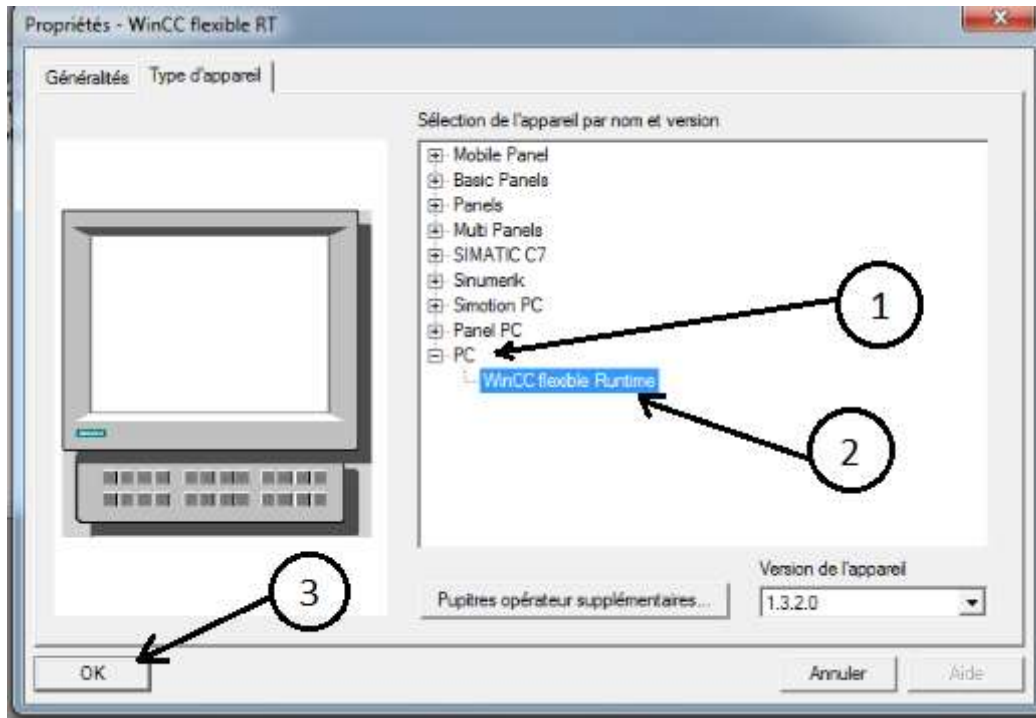 Propriétés - WinCC flexible RT
Généraltés Type d'appareil
Sélection de l'appareil par nom et version
Mobile Panel
Basic Panels
Panels
Multi Panels
SIMATIC C7
Sinumerik
Simotion PC
1
Panel PC
PC
WinCC flexible Runtime
2
3
Version de l'appareil
Pupitres opérateur supplémentaires...
1.3.2.0
OK
Annuler
Aide